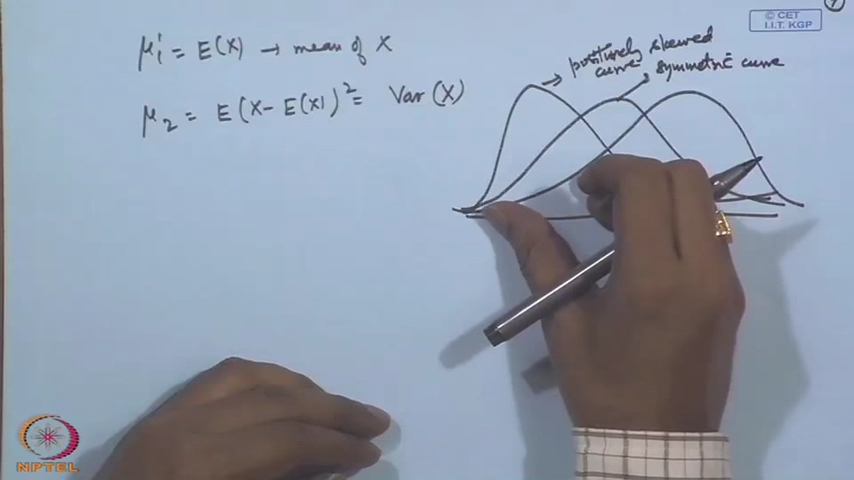 μ₁' = E(X) → mean of X
μ₂ = E(X - E(X))² = Var(X)
positively skewed
curve
symmetric curve
© CET
I.I.T. KGP
NPTEL